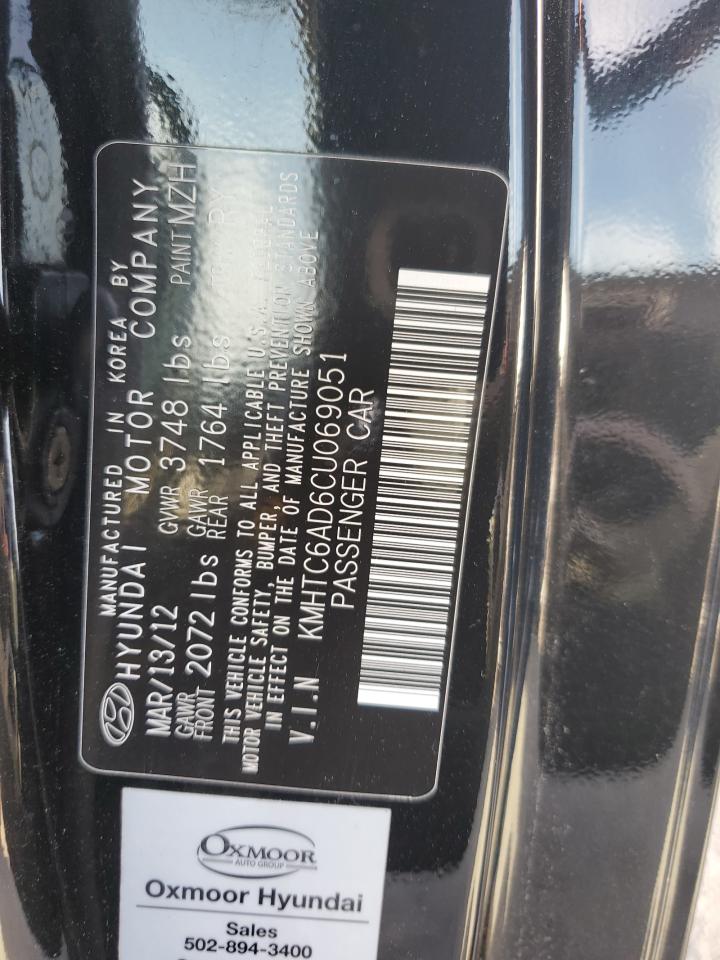 MANUFACTURED IN KOREA BY
HYUNDAI MOTOR COMPANY
MAR/13/12 GVWR 3748 lbs PAINT MZH
GAWR FRONT 2072 lbs GAWR REAR 1764 lbs RY
THIS VEHICLE CONFORMS TO ALL APPLICABLE U.S.A. FEDERAL
MOTOR VEHICLE SAFETY, BUMPER, AND THEFT PREVENTION STANDARDS
IN EFFECT ON THE DATE OF MANUFACTURE SHOWN ABOVE
V.I.N KMHTC6AD6CU069051
PASSENGER CAR
OXMOOR
AUTO GROUP
Oxmoor Hyundai
Sales
502-894-3400